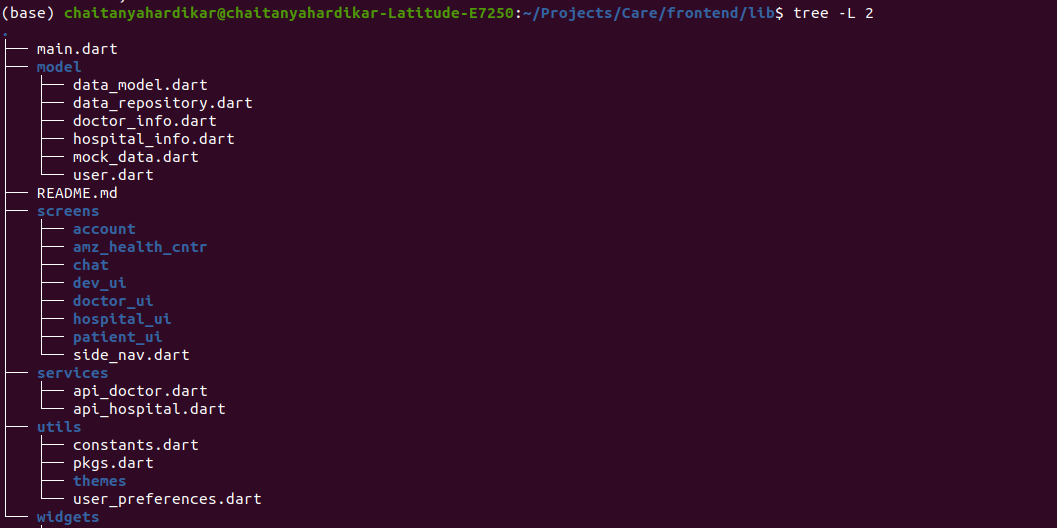 (base) chaitanyahardikar@chaitanyahardikar-Latitude-E7250:~/Projects/Care/frontend/lib$ tree -L 2
.
├── main.dart
├── model
│   ├── data_model.dart
│   ├── data_repository.dart
│   ├── doctor_info.dart
│   ├── hospital_info.dart
│   ├── mock_data.dart
│   └── user.dart
├── README.md
├── screens
│   ├── account
│   ├── amz_health_cntr
│   ├── chat
│   ├── dev_ui
│   ├── doctor_ui
│   ├── hospital_ui
│   ├── patient_ui
│   └── side_nav.dart
├── services
│   ├── api_doctor.dart
│   └── api_hospital.dart
├── utils
│   ├── constants.dart
│   ├── pkgs.dart
│   ├── themes
│   └── user_preferences.dart
└── widgets